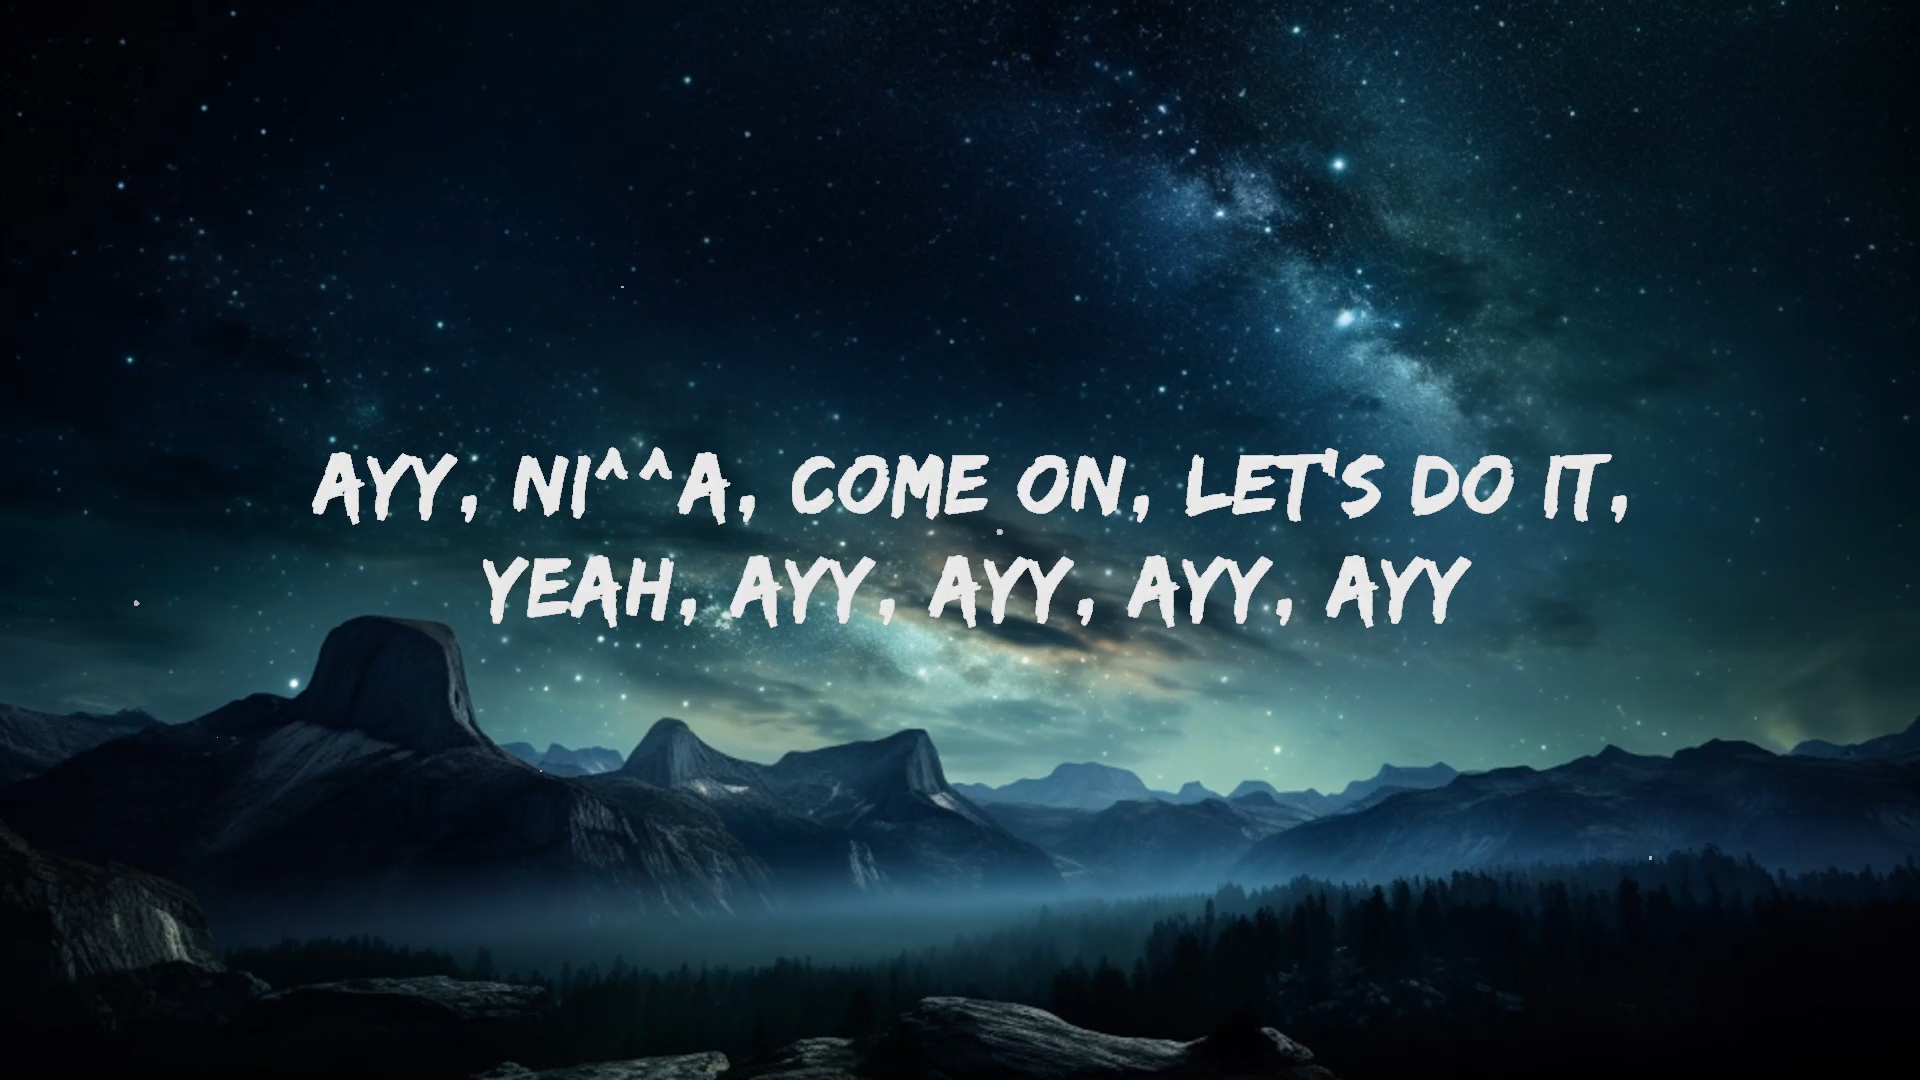 AYY, NI^^A, COME ON, LET'S DO IT,
YEAH, AYY, AYY, AYY, AYY